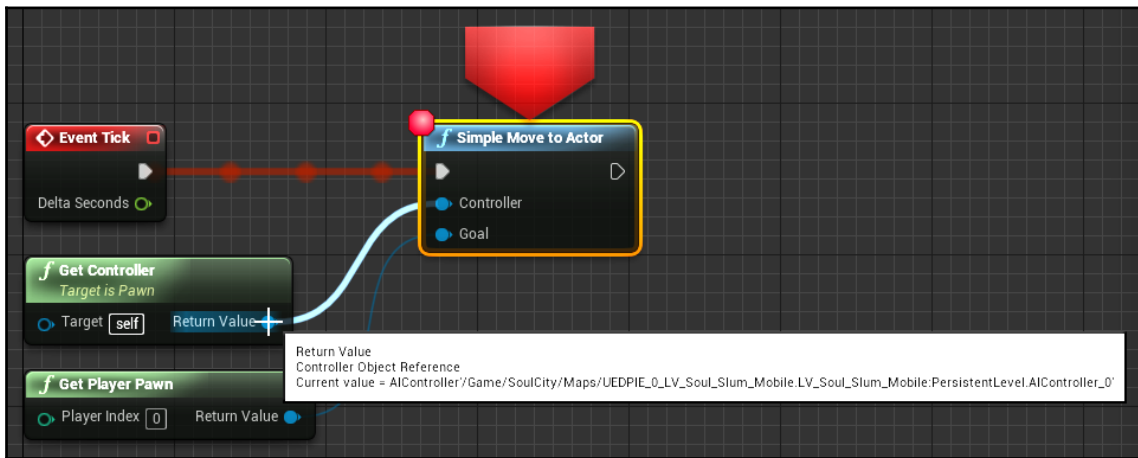 Event Tick
Delta Seconds
f Simple Move to Actor
Controller
Goal
f Get Controller
Target is Pawn
Target self Return Value
Return Value
Controller Object Reference
Current value = AIController'/Game/SoulCity/Maps/UEDPIE_0_LV_Soul_Slum_Mobile.LV_Soul_Slum_Mobile:PersistentLevel.AIController_0'
f Get Player Pawn
Player Index 0 Return Value